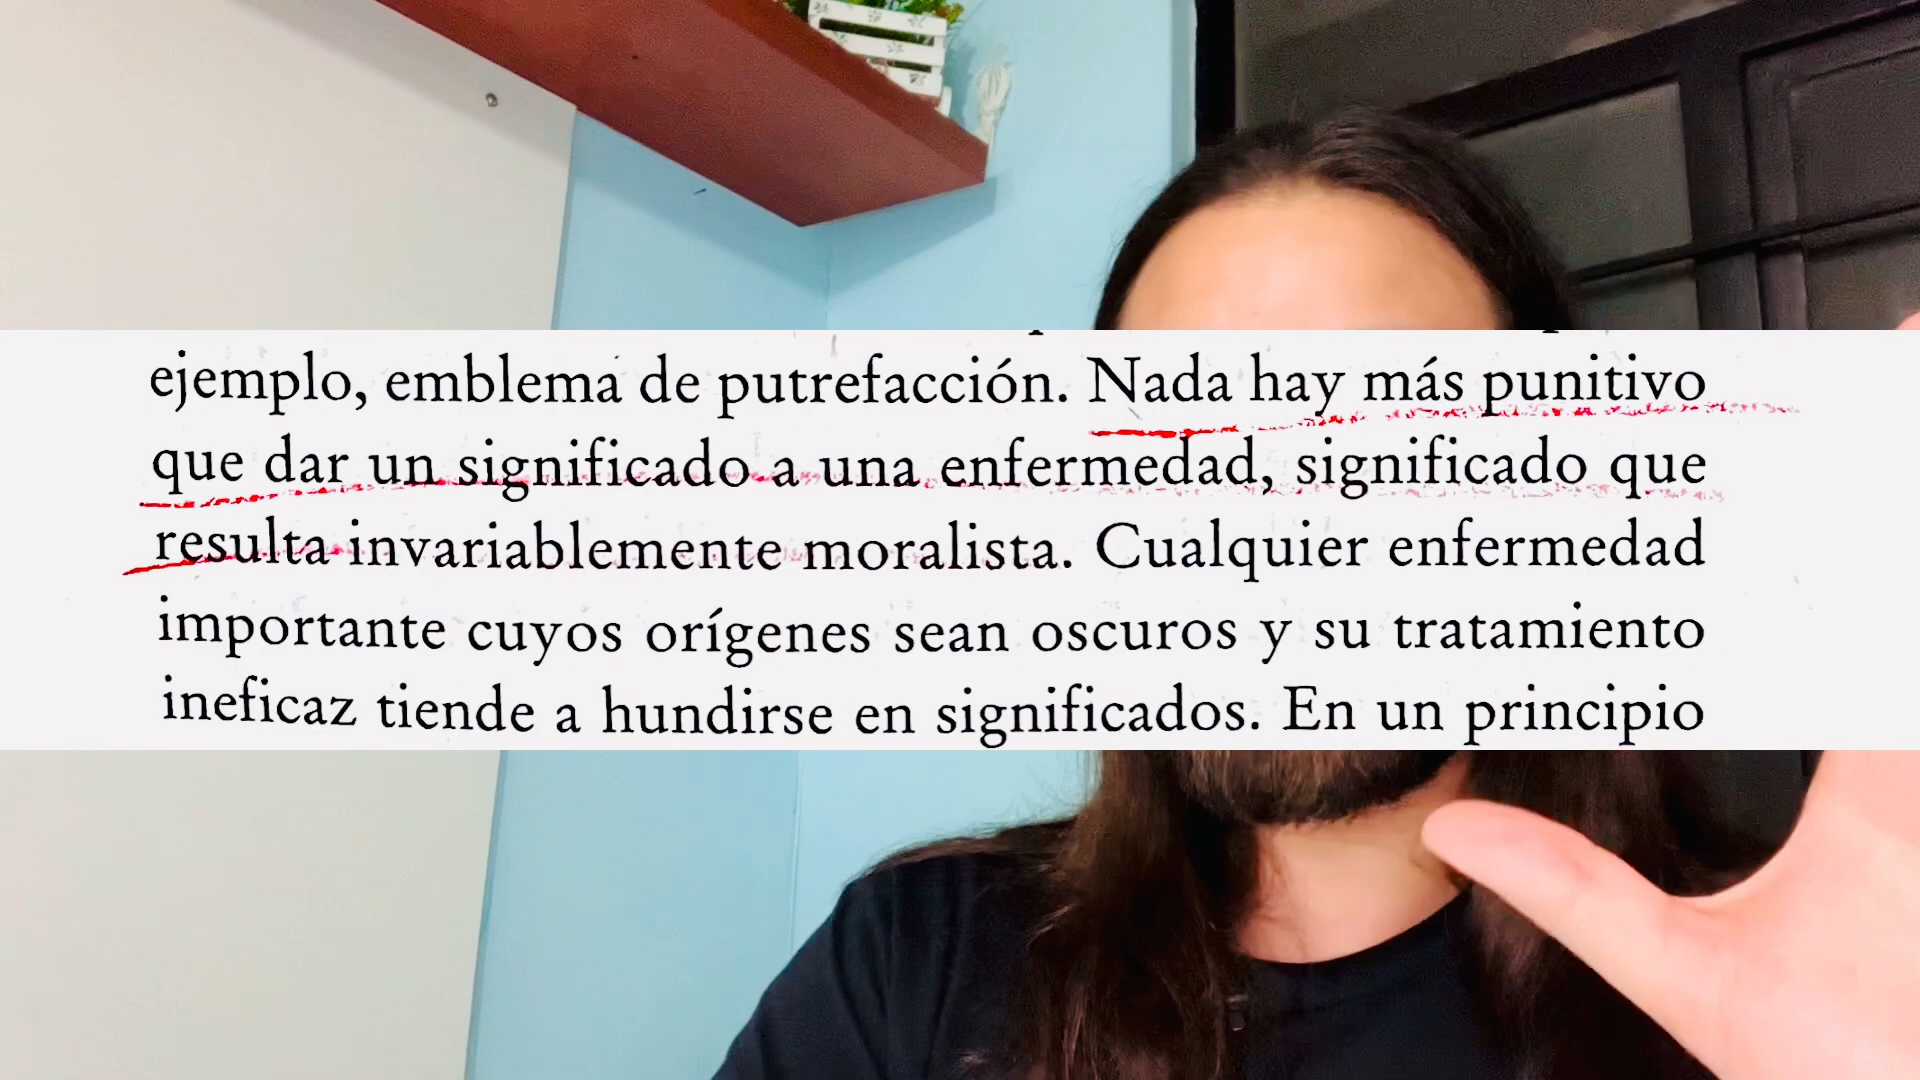 ejemplo, emblema de putrefacción. Nada hay más punitivo
que dar un significado a una enfermedad, significado que
resulta invariablemente moralista. Cualquier enfermedad
importante cuyos orígenes sean oscuros y su tratamiento
ineficaz tiende a hundirse en significados. En un principio